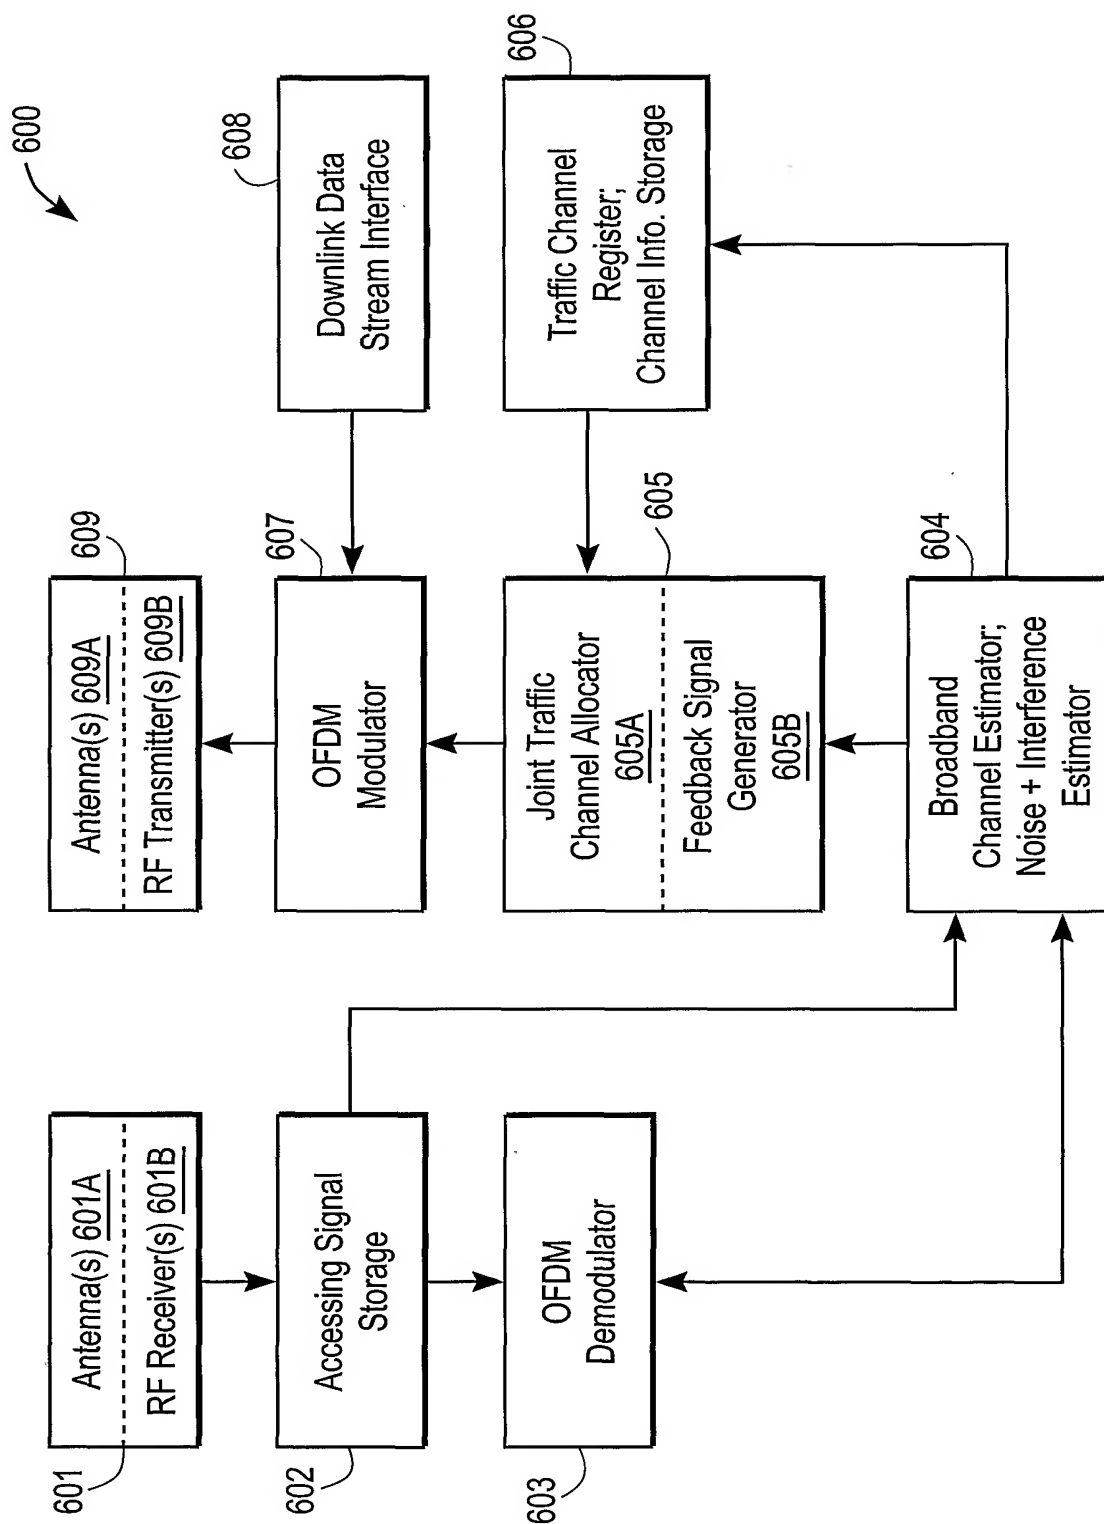 600
601
Antenna(s) 601A
RF Receiver(s) 601B
602
Accessing Signal
Storage
603
OFDM
Demodulator
609
Antenna(s) 609A
RF Transmitter(s) 609B
607
OFDM
Modulator
608
Downlink Data
Stream Interface
605
Joint Traffic
Channel Allocator
605A
Feedback Signal
Generator
605B
606
Traffic Channel
Register;
Channel Info. Storage
604
Broadband
Channel Estimator;
Noise + Interference
Estimator